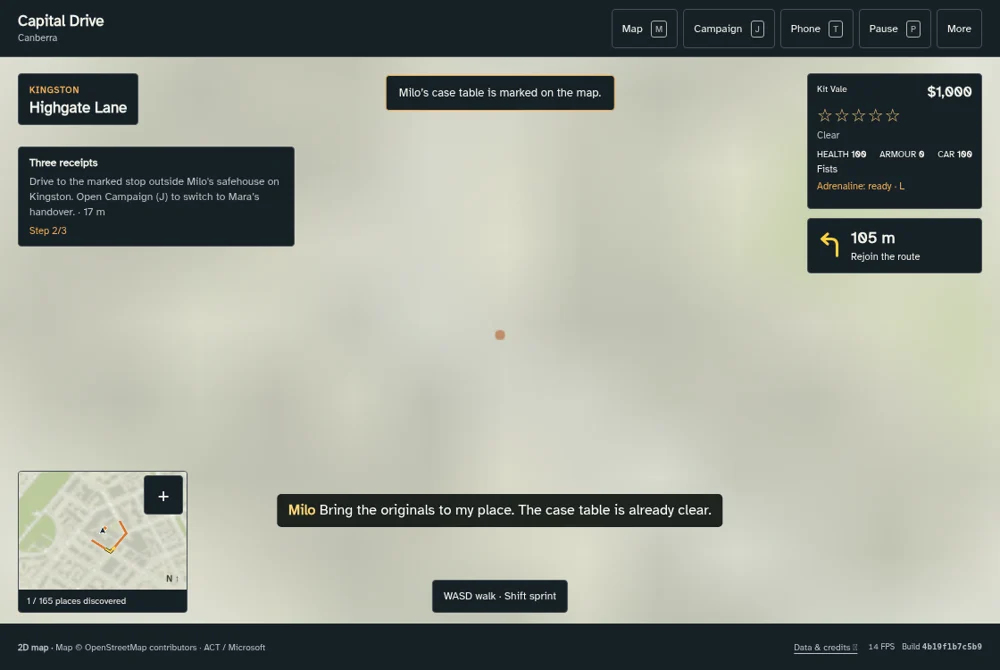 Capital Drive
Canberra
Map M
Campaign J
Phone T
Pause P
More
KINGSTON
Highgate Lane
Milo's case table is marked on the map.
Kit Vale $1,000
☆☆☆☆☆
Clear
HEALTH 100 ARMOUR 0 CAR 100
Fists
Adrenaline: ready · L
Three receipts
Drive to the marked stop outside Milo's safehouse on
Kingston. Open Campaign (J) to switch to Mara's
handover. · 17 m
Step 2/3
105 m
Rejoin the route
+
N
1 / 165 places discovered
Milo Bring the originals to my place. The case table is already clear.
WASD walk · Shift sprint
2D map · Map © OpenStreetMap contributors · ACT / Microsoft
Data & credits
14 FPS
Build 4b19f1b7c5b9